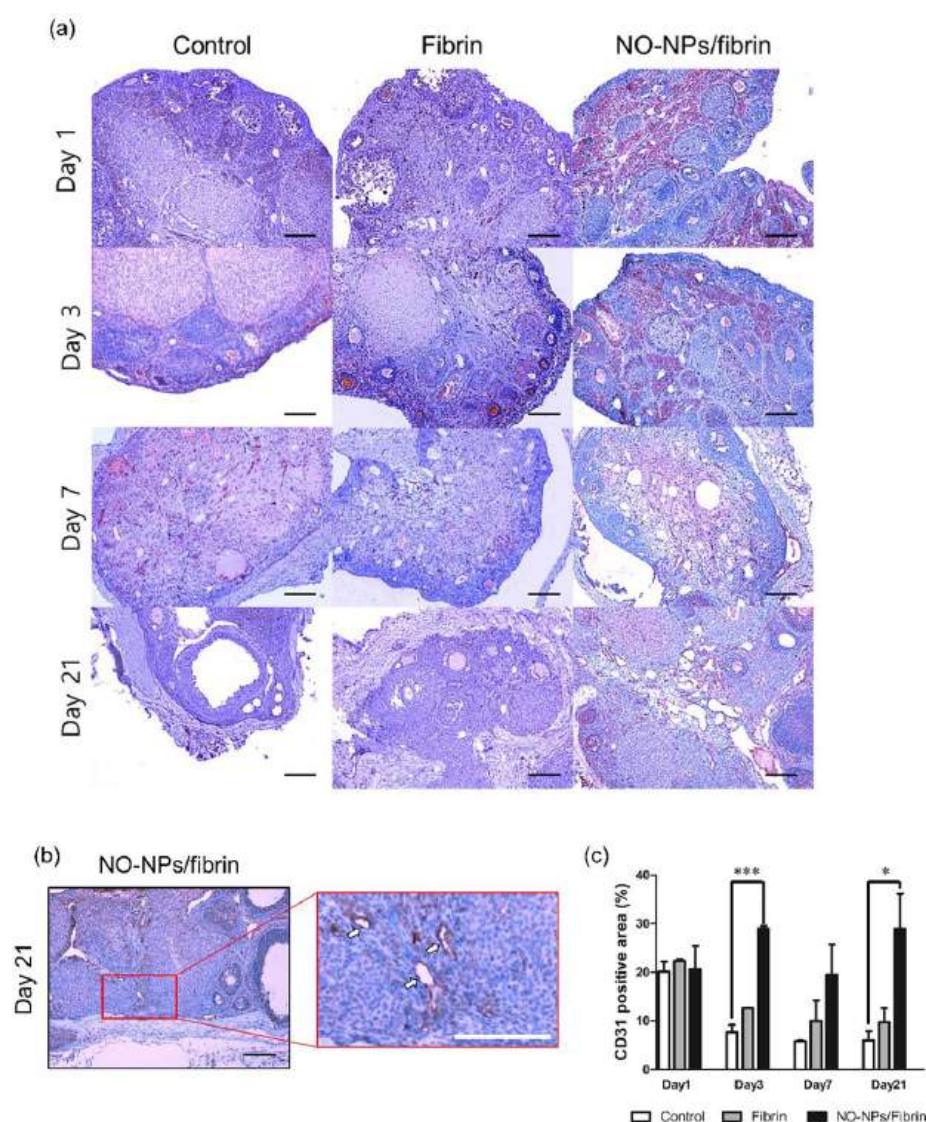 (a)
Control Fibrin NO-NPs/fibrin
Day 1
Day 3
Day 7
Day 21
(b)
NO-NPs/fibrin
Day 21
(c)
CD31 positive area (%)
40
30
20
10
0
*** *
Day1 Day3 Day7 Day21
Control Fibrin NO-NPs/Fibrin